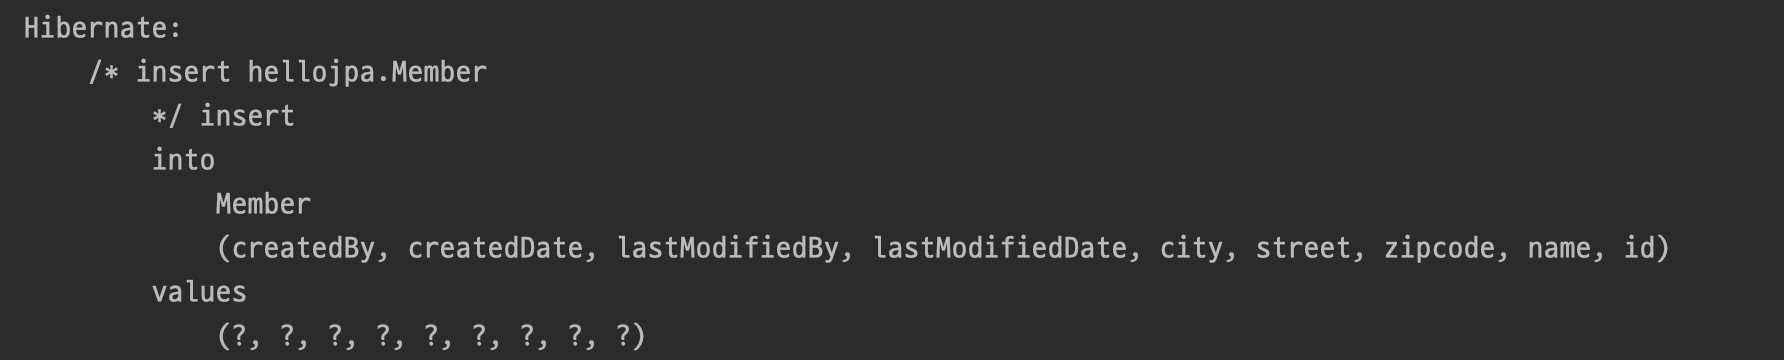 Hibernate:
    /* insert hellojpa.Member
        */ insert
        into
            Member
            (createdBy, createdDate, lastModifiedBy, lastModifiedDate, city, street, zipcode, name, id)
        values
            (?, ?, ?, ?, ?, ?, ?, ?, ?)